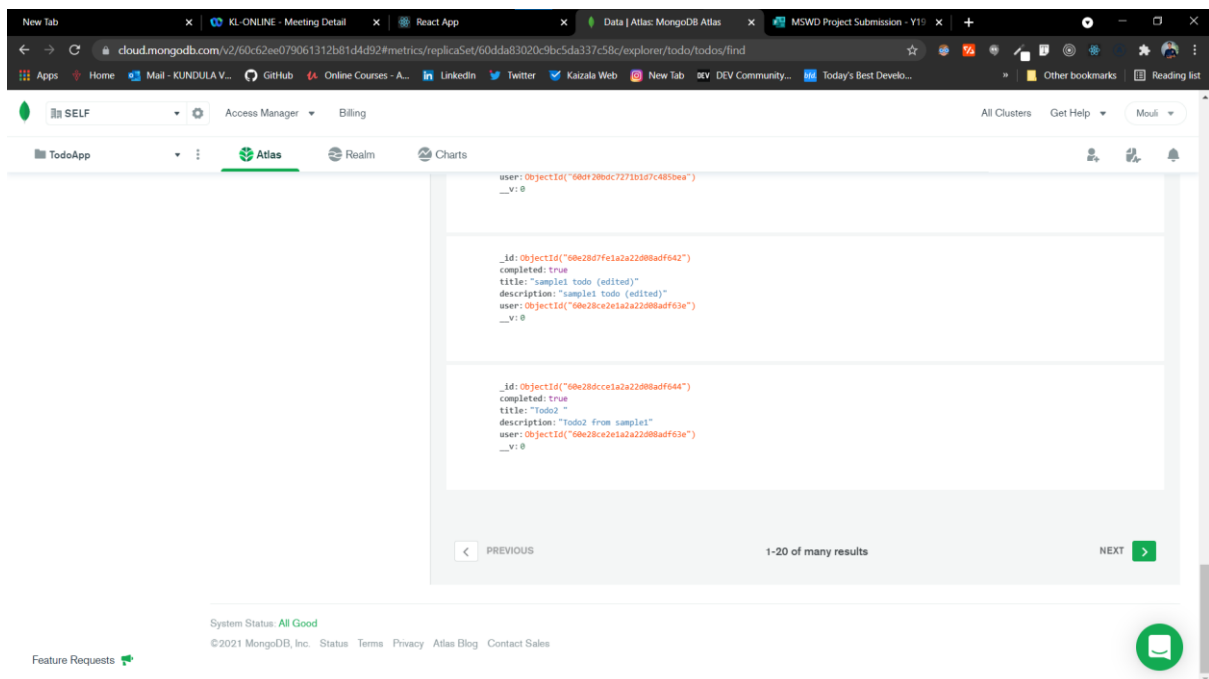 New Tab
KL-ONLINE - Meeting Detail
React App
Data | Atlas: MongoDB Atlas
MSWD Project Submission - Y19
cloud.mongodb.com/v2/60c62ee079061312b81d4d92#metrics/replicaSet/60dda83020c9bc5da337c58c/explorer/todo/todos/find
Apps Home Mail - KUNDULA V... GitHub Online Courses - A... LinkedIn Twitter Kaizala Web New Tab DEV DEV Community... Today's Best Develo... » Other bookmarks Reading list
SELF Access Manager Billing All Clusters Get Help Mouli
TodoApp Atlas Realm Charts
user: ObjectId("60df20bdc7271b1d7c485bea")
__v: 0
_id: ObjectId("60e28d7fe1a2a22d08adf642")
completed: true
title: "sample1 todo (edited)"
description: "sample1 todo (edited)"
user: ObjectId("60e28ce2e1a2a22d08adf63e")
__v: 0
_id: ObjectId("60e28dcce1a2a22d08adf644")
completed: true
title: "Todo2 "
description: "Todo2 from sample1"
user: ObjectId("60e28ce2e1a2a22d08adf63e")
__v: 0
PREVIOUS 1-20 of many results NEXT
System Status: All Good
©2021 MongoDB, Inc. Status Terms Privacy Atlas Blog Contact Sales
Feature Requests